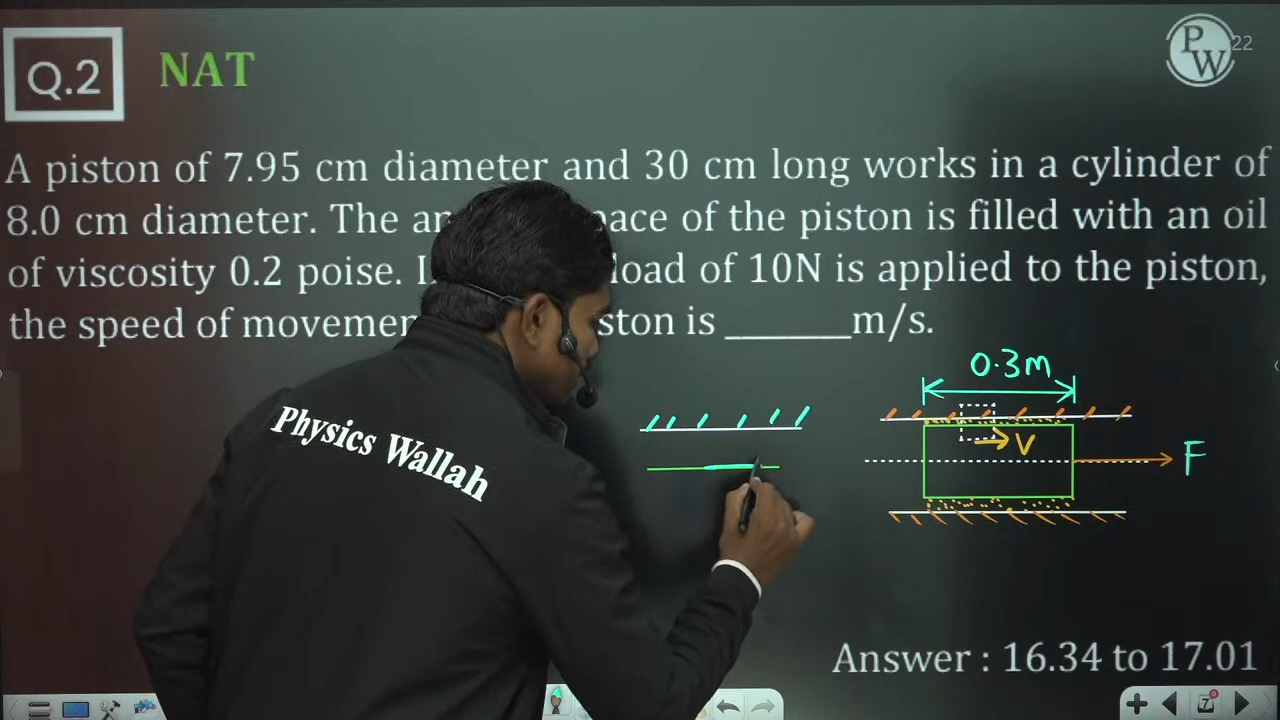 Q.2 NAT
PW 22
A piston of 7.95 cm diameter and 30 cm long works in a cylinder of
8.0 cm diameter. The an ace of the piston is filled with an oil
of viscosity 0.2 poise. I load of 10N is applied to the piston,
the speed of movemen ston is ______m/s.
0.3m
V
F
Physics Wallah
Answer : 16.34 to 17.01